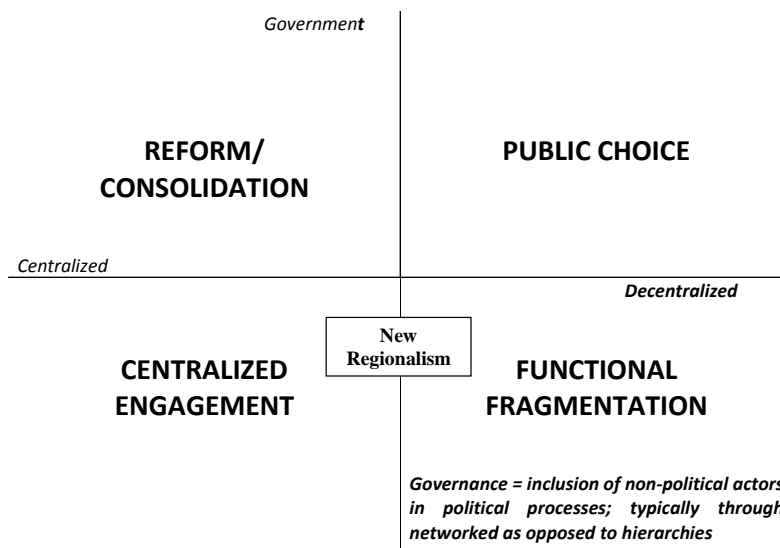 Government
REFORM/
CONSOLIDATION
PUBLIC CHOICE
Centralized
Decentralized
New
Regionalism
CENTRALIZED
ENGAGEMENT
FUNCTIONAL
FRAGMENTATION
Governance = inclusion of non-political actors
in political processes; typically through
networked as opposed to hierarchies